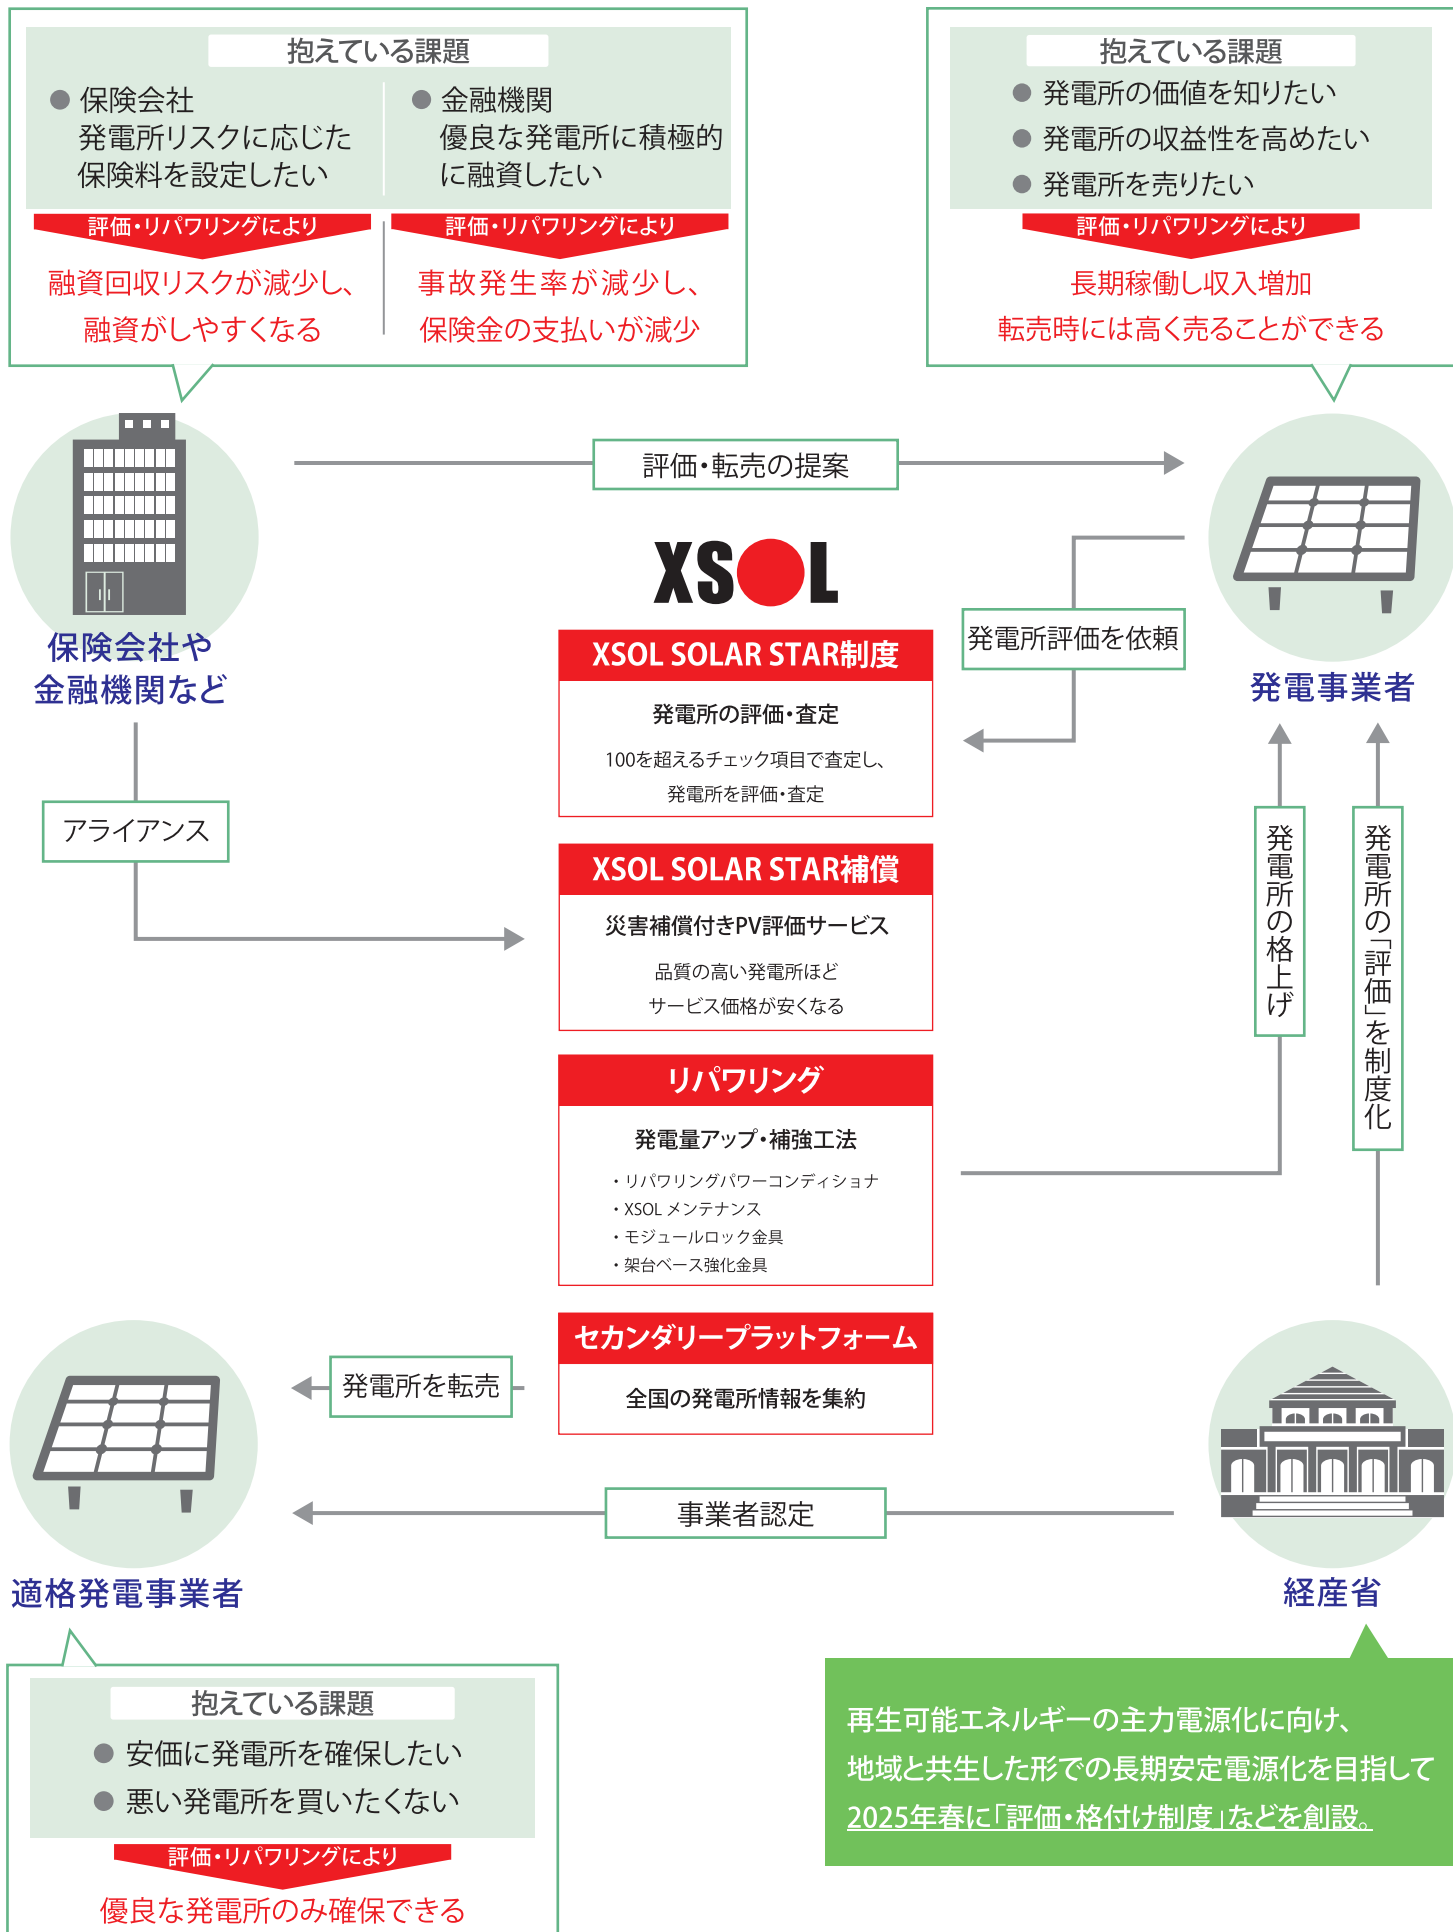 抱えている課題
● 保険会社
発電所リスクに応じた
保険料を設定したい
● 金融機関
優良な発電所に積極的
に融資したい
評価・リパワリングにより
融資回収リスクが減少し、
融資がしやすくなる
評価・リパワリングにより
事故発生率が減少し、
保険金の支払いが減少
抱えている課題
● 発電所の価値を知りたい
● 発電所の収益性を高めたい
● 発電所を売りたい
評価・リパワリングにより
長期稼働し収入増加
転売時には高く売ることができる
評価・転売の提案
保険会社や
金融機関など
発電事業者
XSOL
発電所評価を依頼
XSOL SOLAR STAR制度
発電所の評価・査定
100を超えるチェック項目で査定し、
発電所を評価・査定
アライアンス
XSOL SOLAR STAR補償
災害補償付きPV評価サービス
品質の高い発電所ほど
サービス価格が安くなる
発電所の格上げ
発電所の「評価」を制度化
リパワリング
発電量アップ・補強工法
・リパワリングパワーコンディショナ
・XSOL メンテナンス
・モジュールロック金具
・架台ベース強化金具
セカンダリープラットフォーム
全国の発電所情報を集約
発電所を転売
事業者認定
適格発電事業者
経産省
抱えている課題
● 安価に発電所を確保したい
● 悪い発電所を買いたくない
評価・リパワリングにより
優良な発電所のみ確保できる
再生可能エネルギーの主力電源化に向け、
地域と共生した形での長期安定電源化を目指して
2025年春に「評価・格付け制度」などを創設。